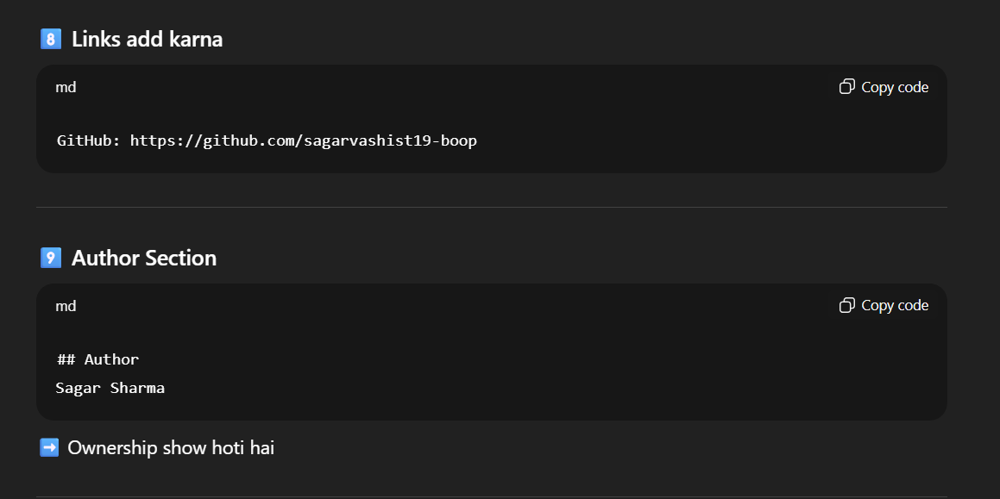 8 Links add karna
md
Copy code
GitHub: https://github.com/sagarvashist19-boop
9 Author Section
md
Copy code
## Author
Sagar Sharma
➡ Ownership show hoti hai